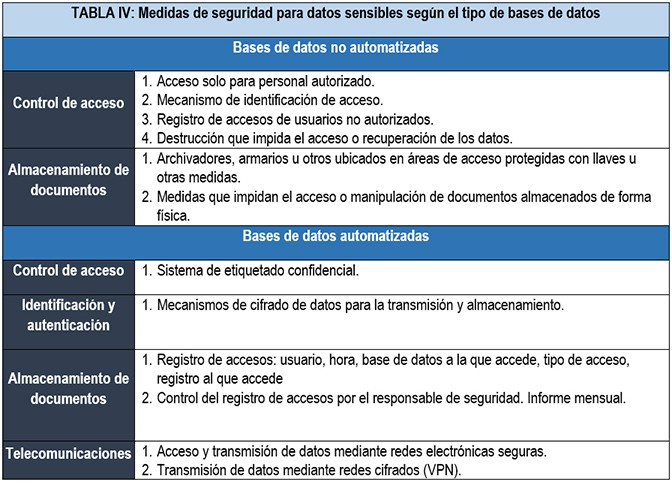 TABLA IV: Medidas de seguridad para datos sensibles según el tipo de bases de datos
Bases de datos no automatizadas
Control de acceso
1. Acceso solo para personal autorizado.
2. Mecanismo de identificación de acceso.
3. Registro de accesos de usuarios no autorizados.
4. Destrucción que impida el acceso o recuperación de los datos.
Almacenamiento de
documentos
1. Archivadores, armarios u otros ubicados en áreas de acceso protegidas con llaves u
otras medidas.
2. Medidas que impidan el acceso o manipulación de documentos almacenados de forma
física.
Bases de datos automatizadas
Control de acceso
1. Sistema de etiquetado confidencial.
Identificación y
autenticación
1. Mecanismos de cifrado de datos para la transmisión y almacenamiento.
Almacenamiento de
documentos
1. Registro de accesos: usuario, hora, base de datos a la que accede, tipo de acceso,
registro al que accede
2. Control del registro de accesos por el responsable de seguridad. Informe mensual.
Telecomunicaciones
1. Acceso y transmisión de datos mediante redes electrónicas seguras.
2. Transmisión de datos mediante redes cifrados (VPN).